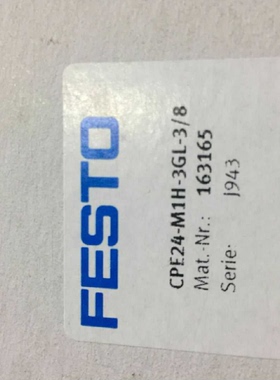 FESTO
CPE24-M1H-3GL-3/8
Mat.-Nr.: 163165
Serie: J943